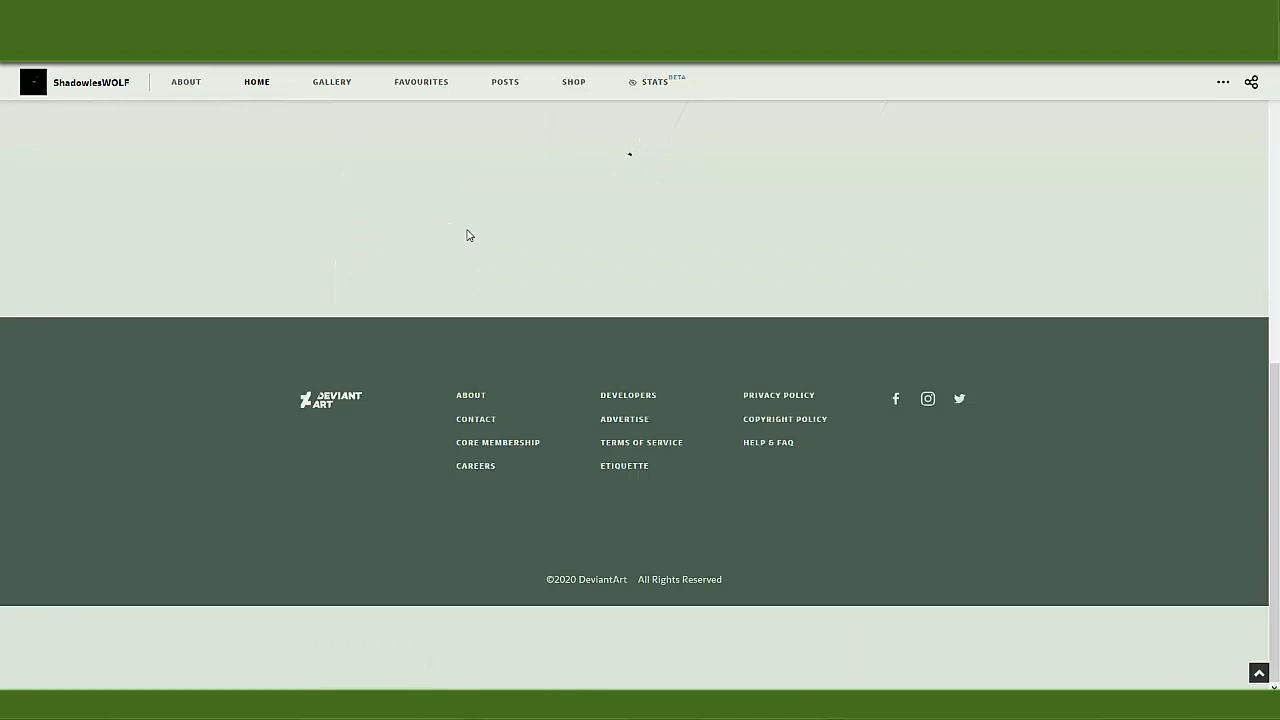 ShadowlesWOLF ABOUT HOME GALLERY FAVOURITES POSTS SHOP STATS BETA
DEVIANT
ART
ABOUT
CONTACT
CORE MEMBERSHIP
CAREERS
DEVELOPERS
ADVERTISE
TERMS OF SERVICE
ETIQUETTE
PRIVACY POLICY
COPYRIGHT POLICY
HELP & FAQ
©2020 DeviantArt All Rights Reserved